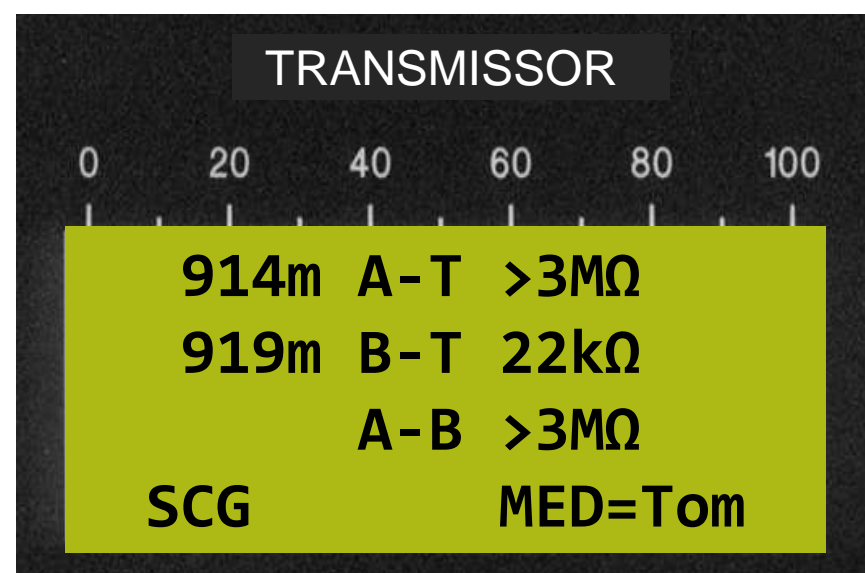 TRANSMISSOR
0 20 40 60 80 100
914m A-T >3MΩ
919m B-T 22kΩ
A-B >3MΩ
SCG MED=Tom